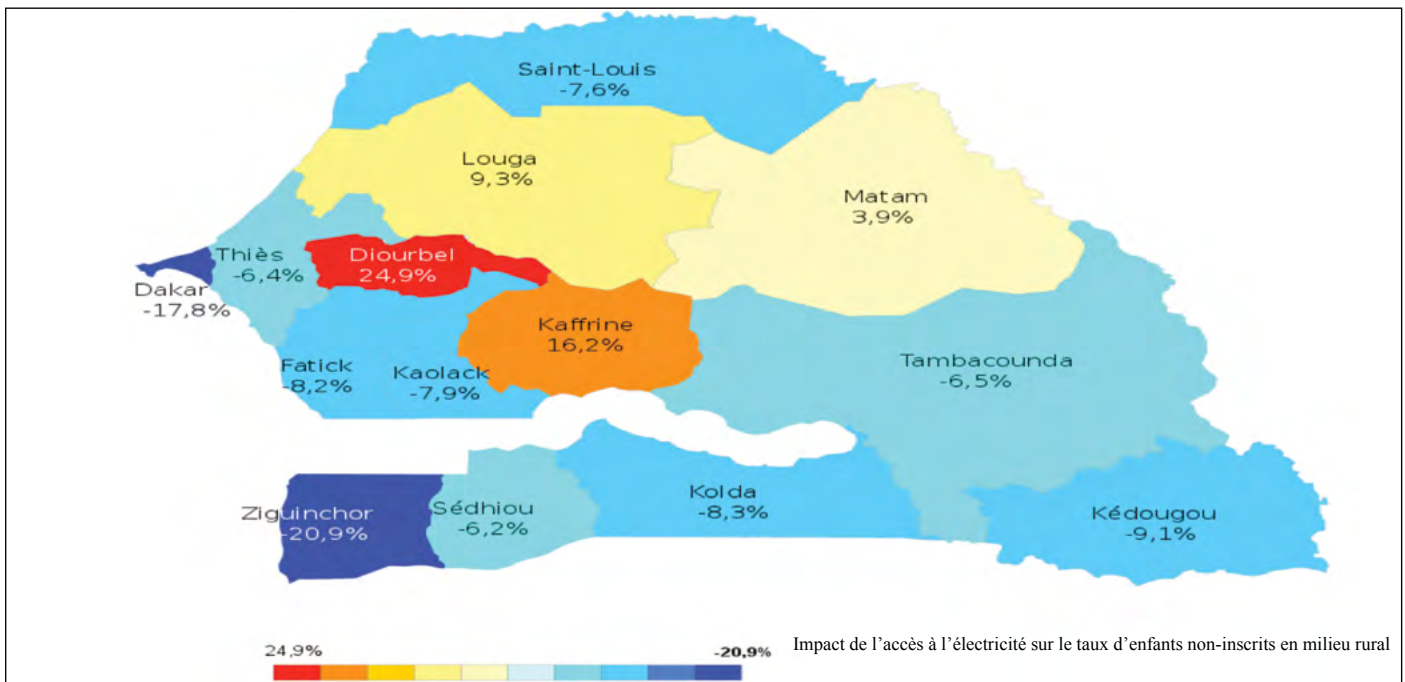 Saint-Louis
-7,6%
Louga
9,3%
Matam
3,9%
Thiès
-6,4%
Diourbel
24,9%
Dakar
-17,8%
Kaffrine
16,2%
Fatick
-8,2%
Kaolack
-7,9%
Tambacounda
-6,5%
Ziguinchor
-20,9%
Sédhiou
-6,2%
Kolda
-8,3%
Kédougou
-9,1%
24,9%
-20,9%
Impact de l’accès à l’électricité sur le taux d’enfants non-inscrits en milieu rural